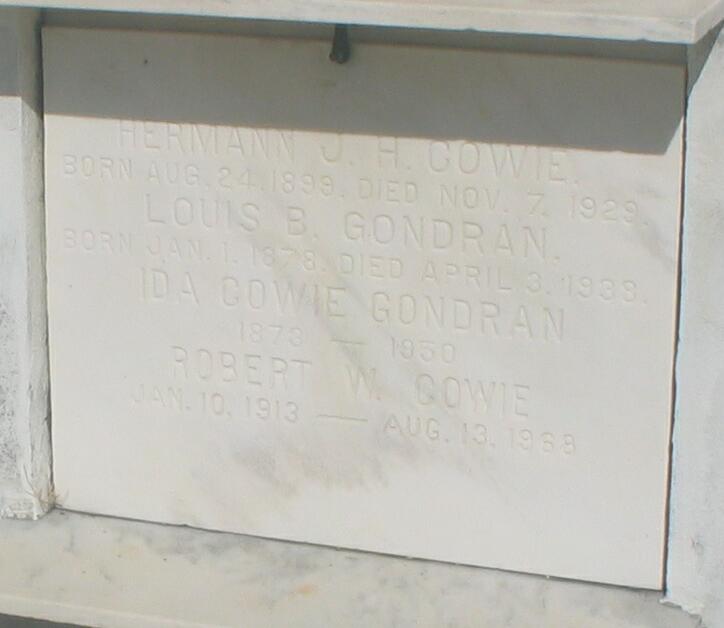 HERMANN J. H. COWIE.
BORN AUG. 24. 1899. DIED NOV. 7. 1929.
LOUIS B. GONDRAN.
BORN JAN. 1. 1878. DIED APRIL 3. 1938.
IDA COWIE GONDRAN
1873 — 1950
ROBERT W. COWIE
JAN. 10, 1913 — AUG. 13, 1968